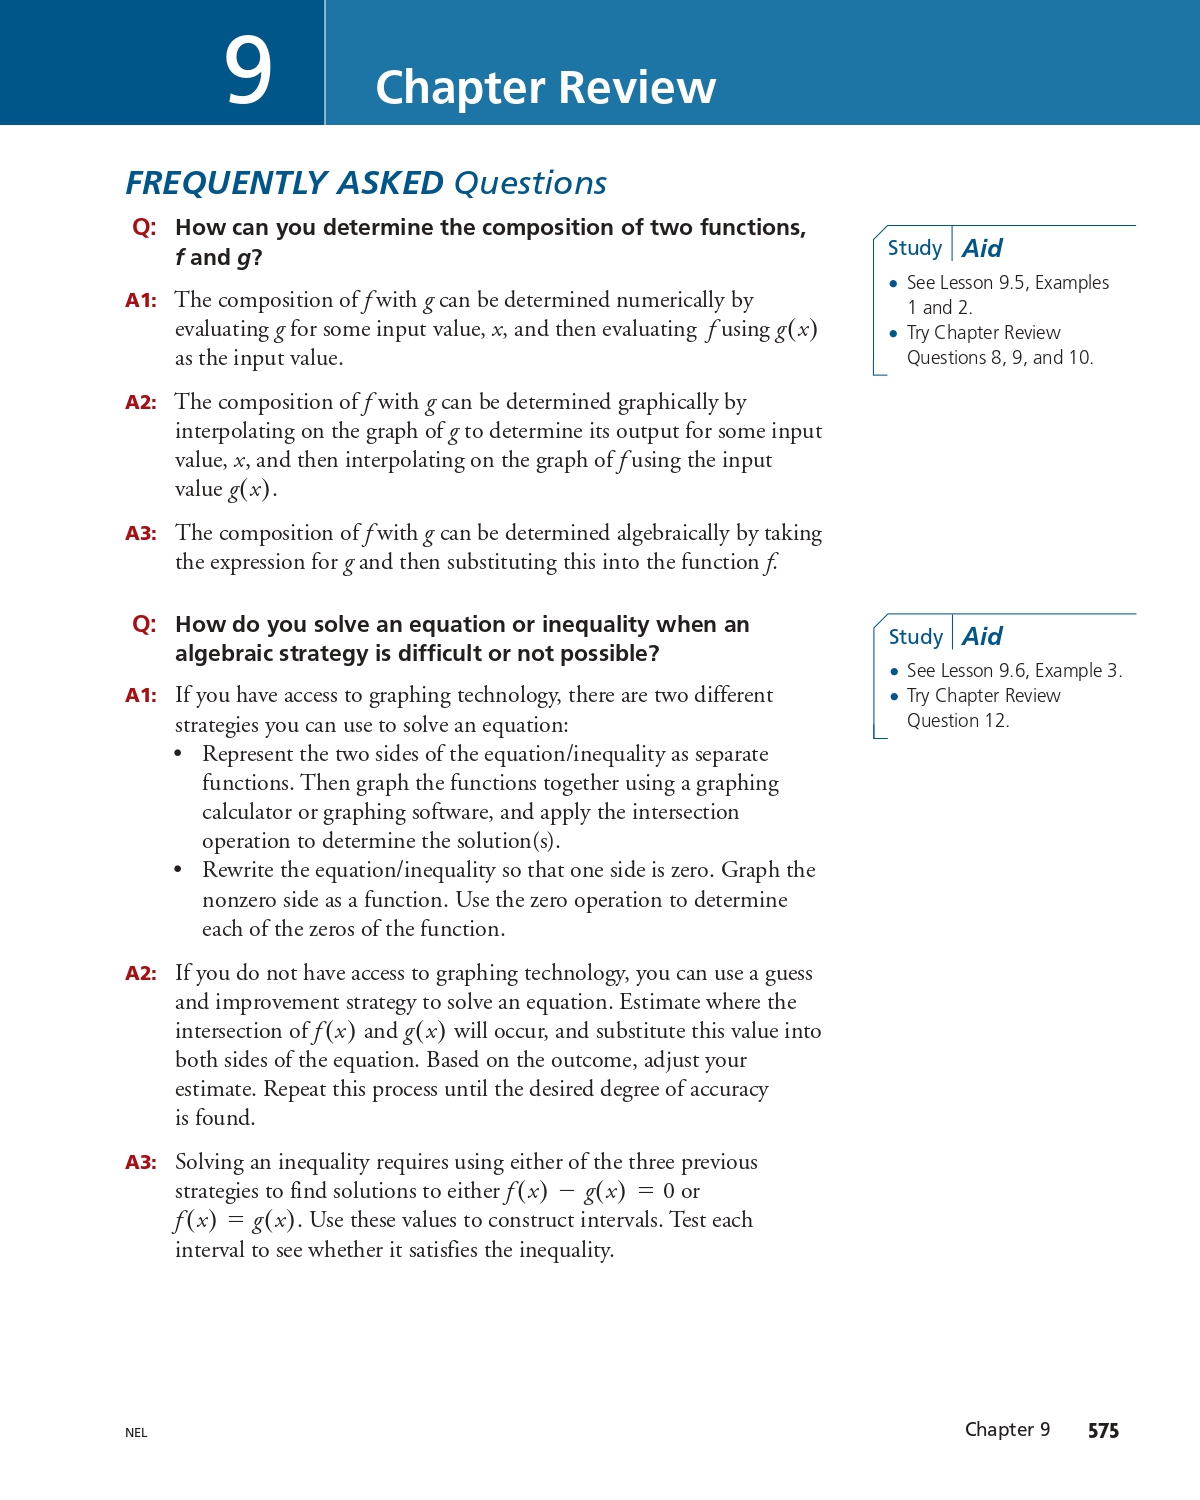 9
Chapter Review
FREQUENTLY ASKED Questions
Q: How can you determine the composition of two functions,
f and g?
A1: The composition of f with g can be determined numerically by
evaluating g for some input value, x, and then evaluating f using g(x)
as the input value.
A2: The composition of f with g can be determined graphically by
interpolating on the graph of g to determine its output for some input
value, x, and then interpolating on the graph of f using the input
value g(x).
A3: The composition of f with g can be determined algebraically by taking
the expression for g and then substituting this into the function f.
Study Aid
• See Lesson 9.5, Examples
1 and 2.
• Try Chapter Review
Questions 8, 9, and 10.
Q: How do you solve an equation or inequality when an
algebraic strategy is difficult or not possible?
A1: If you have access to graphing technology, there are two different
strategies you can use to solve an equation:
• Represent the two sides of the equation/inequality as separate
functions. Then graph the functions together using a graphing
calculator or graphing software, and apply the intersection
operation to determine the solution(s).
• Rewrite the equation/inequality so that one side is zero. Graph the
nonzero side as a function. Use the zero operation to determine
each of the zeros of the function.
A2: If you do not have access to graphing technology, you can use a guess
and improvement strategy to solve an equation. Estimate where the
intersection of f(x) and g(x) will occur, and substitute this value into
both sides of the equation. Based on the outcome, adjust your
estimate. Repeat this process until the desired degree of accuracy
is found.
A3: Solving an inequality requires using either of the three previous
strategies to find solutions to either f(x) − g(x) = 0 or
f(x) = g(x). Use these values to construct intervals. Test each
interval to see whether it satisfies the inequality.
Study Aid
• See Lesson 9.6, Example 3.
• Try Chapter Review
Question 12.
NEL
Chapter 9 575